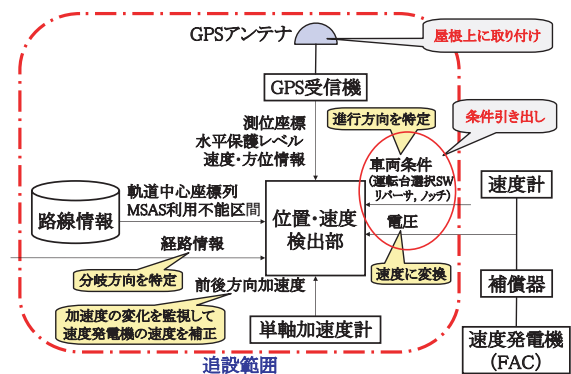 GPSアンテナ
屋根上に取り付け
GPS受信機
進行方向を特定
条件引き出し
測位座標
水平保護レベル
速度・方位情報
車両条件
(運転台選択SW
リバーサ, ノッチ)
速度計
路線情報
軌道中心座標列
MSAS利用不能区間
位置・速度
検出部
電圧
経路情報
分岐方向を特定
速度に変換
前後方向加速度
補償器
加速度の変化を監視して
速度発電機の速度を補正
単軸加速度計
速度発電機
(FAC)
追設範囲